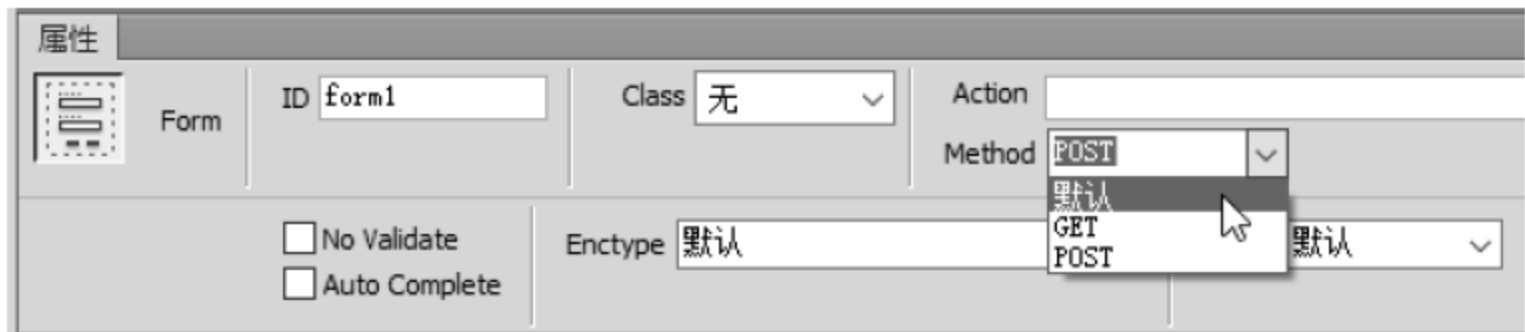 属性
Form
ID form1
Class 无
Action
Method POST
默认
GET
POST
No Validate
Auto Complete
Enctype 默认
默认